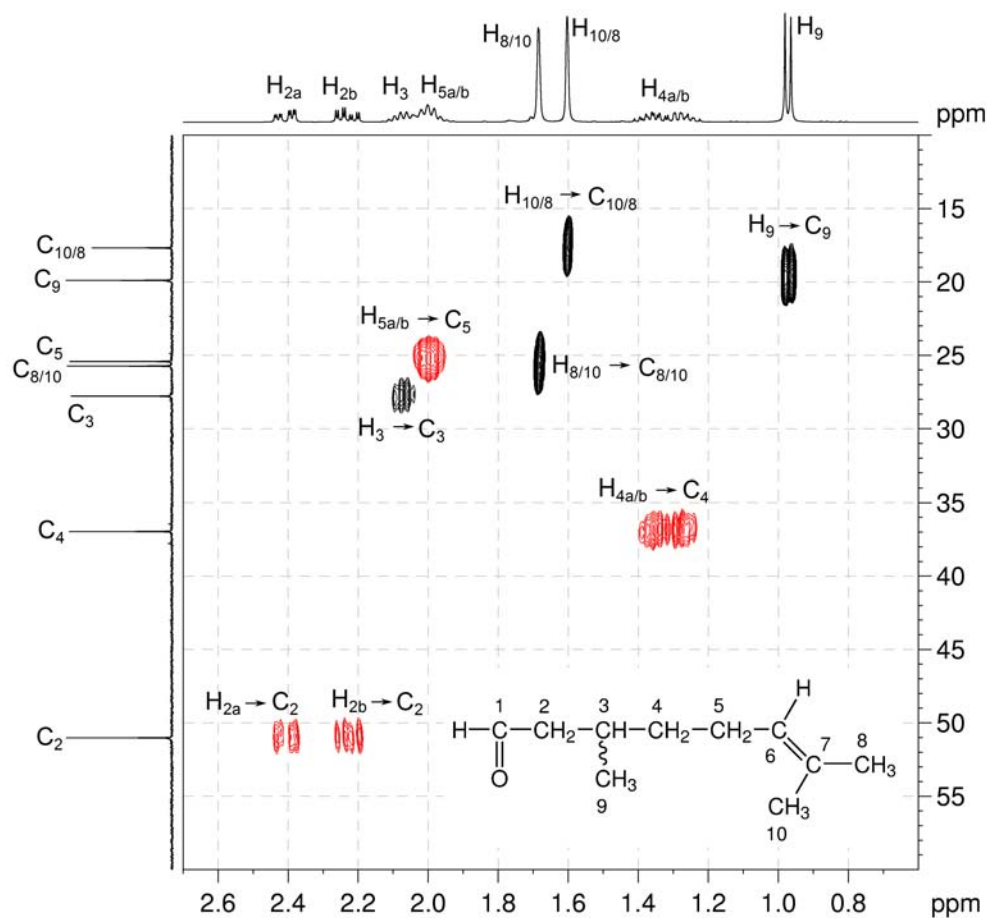 H8/10 H10/8 H9
H2a H2b H3 H5a/b H4a/b
ppm
H10/8 → C10/8
H9 → C9
15
C10/8
20
C9
H5a/b → C5
C5
25
C8/10
H8/10 → C8/10
C3
H3 → C3
30
H4a/b → C4
35
C4
40
45
H2a → C2 H2b → C2
H
1 2 3 4 5
C2
50
H C CH2 CH CH2 CH2 C
6 7 8
C CH3
O CH3
9
CH3
10
55
2.6 2.4 2.2 2.0 1.8 1.6 1.4 1.2 1.0 0.8 ppm